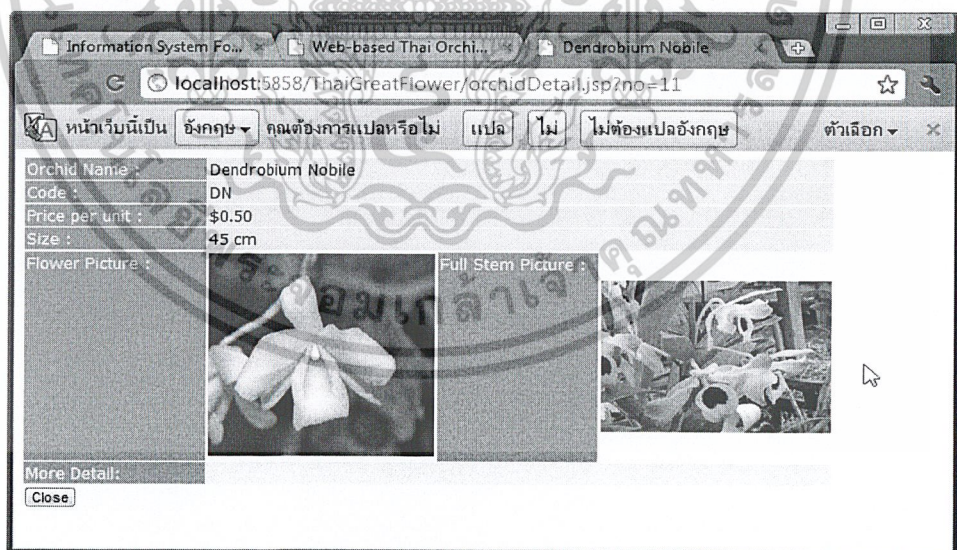 Information System Fo... Web-based Thai Orchi... Dendrobium Nobile
localhost:5858/ThaiGreatFlower/orchidDetail.jsp?no=11
หน้าเว็บนี้เป็น อังกฤษ คุณต้องการแปลหรือไม่ แปล ไม่ ไม่ต้องแปลอังกฤษ ตัวเลือก
Orchid Name : Dendrobium Nobile
Code : DN
Price per unit : $0.50
Size : 45 cm
Flower Picture : Full Stem Picture :
More Detail:
Close